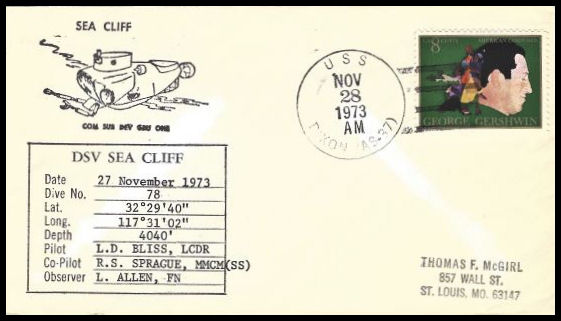 SEA CLIFF
COM SUB DEV GRU ONE
DSV SEA CLIFF
Date 27 November 1973
Dive No. 78
Lat. 32°29'40"
Long. 117°31'02"
Depth 4040'
Pilot L.D. BLISS, LCDR
Co-Pilot R.S. SPRAGUE, MMCM(SS)
Observer L. ALLEN, FN
USS
NOV
28
1973
AM
DIXON (AS-37)
8 CENTS AMERICAN COMPOSER
GEORGE GERSHWIN
THOMAS F. McGIRL
857 WALL ST.
ST. LOUIS, MO. 63147